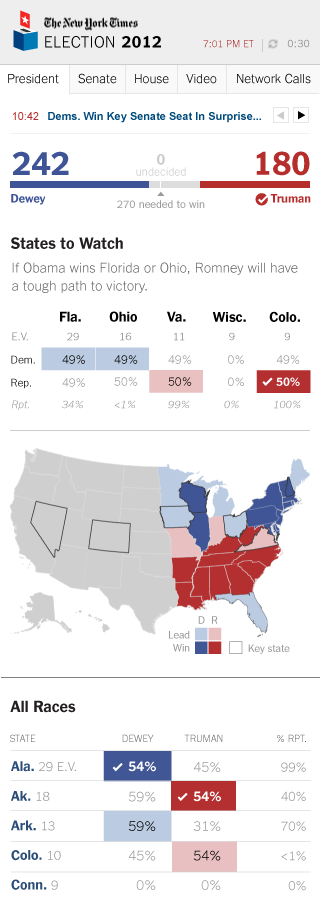 The New York Times
ELECTION 2012
7:01 PM ET 0:30
President Senate House Video Network Calls
10:42 Dems. Win Key Senate Seat In Surprise...
242 0 180
undecided
Dewey Truman
270 needed to win
States to Watch
If Obama wins Florida or Ohio, Romney will have
a tough path to victory.
Fla. Ohio Va. Wisc. Colo.
E.V. 29 16 11 9 9
Dem. 49% 49% 49% 0% 49%
Rep. 49% 50% 50% 0% 50%
Rpt. 34% <1% 99% 0% 100%
D R
Lead
Win Key state
All Races
STATE DEWEY TRUMAN % RPT.
Ala. 29 E.V. 54% 45% 99%
Ak. 18 59% 54% 40%
Ark. 13 59% 31% 70%
Colo. 10 45% 54% <1%
Conn. 9 0% 0% 0%